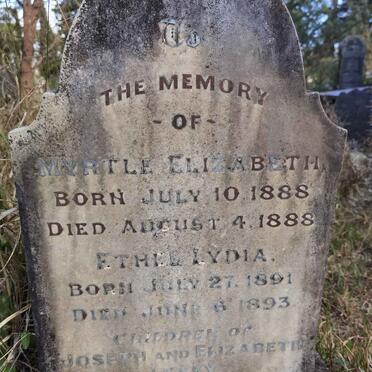 To
THE MEMORY
- OF -
MYRTLE ELIZABETH.
BORN JULY 10. 1888
DIED AUGUST 4. 1888
ETHEL LYDIA.
BORN JULY 27. 1891
DIED JUNE 6. 1893.
CHILDREN OF
JOSEPH AND ELIZABETH